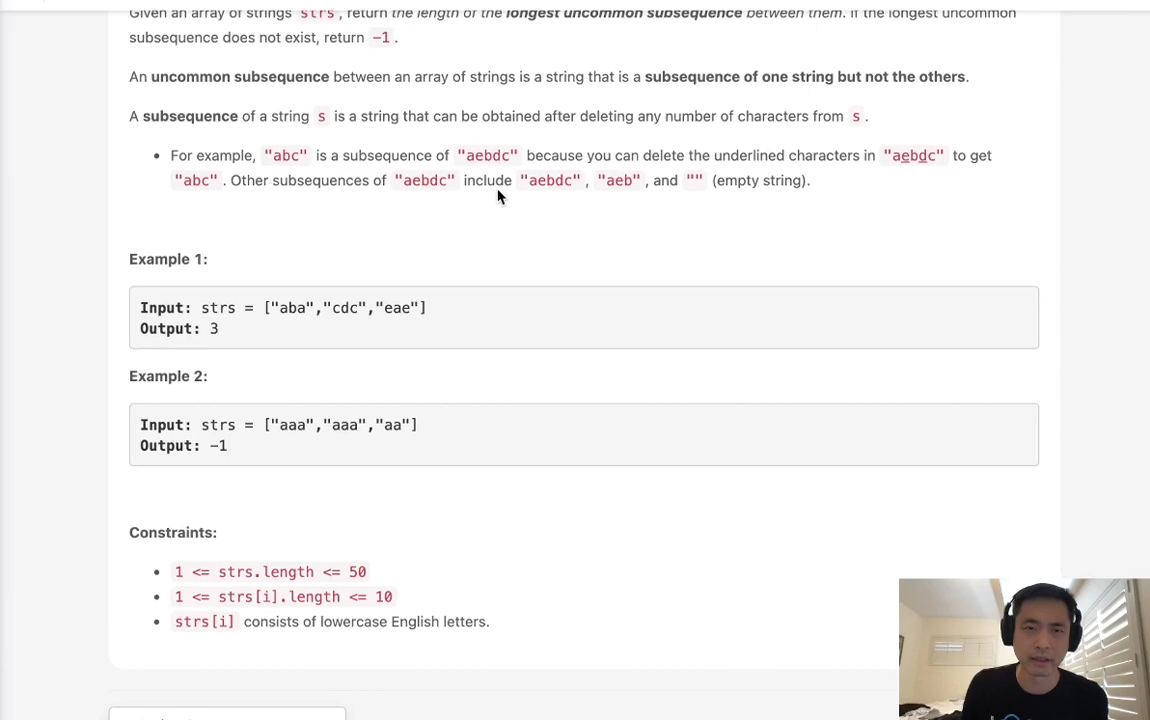 Given an array of strings strs, return the length of the longest uncommon subsequence between them. If the longest uncommon
subsequence does not exist, return -1.
An uncommon subsequence between an array of strings is a string that is a subsequence of one string but not the others.
A subsequence of a string s is a string that can be obtained after deleting any number of characters from s.
• For example, "abc" is a subsequence of "aebdc" because you can delete the underlined characters in "aebdc" to get
"abc". Other subsequences of "aebdc" include "aebdc", "aeb", and "" (empty string).
Example 1:
Input: strs = ["aba","cdc","eae"]
Output: 3
Example 2:
Input: strs = ["aaa","aaa","aa"]
Output: -1
Constraints:
• 1 <= strs.length <= 50
• 1 <= strs[i].length <= 10
• strs[i] consists of lowercase English letters.